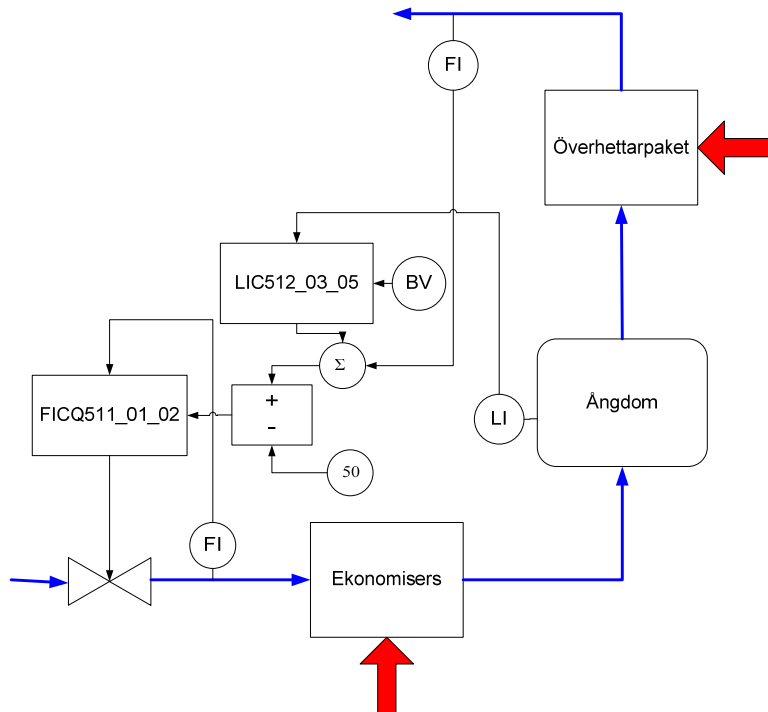 FI
Överhettarpaket
LIC512_03_05
BV
Σ
FICQ511_01_02
+
-
LI
Ångdom
50
FI
Ekonomisers